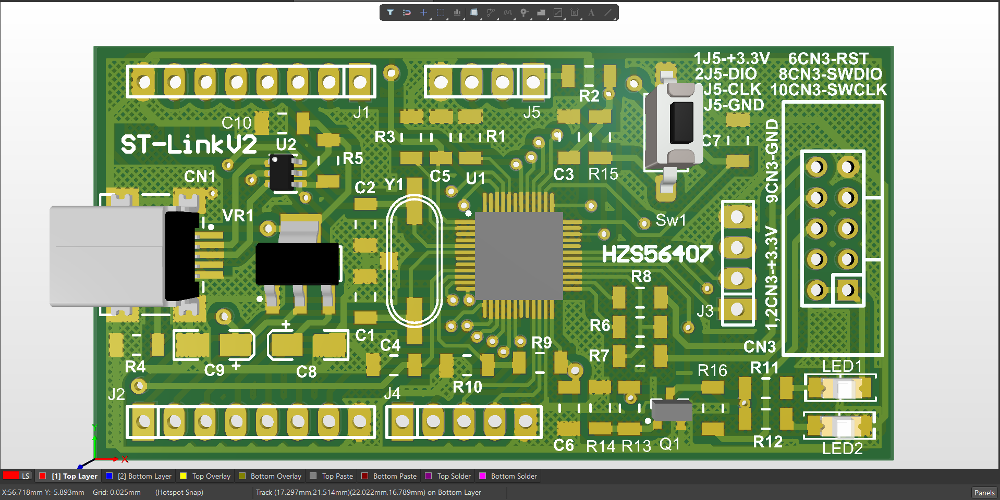 1J5-+3.3V 6CN3-RST
2J5-DIO 8CN3-SWDIO
J5-CLK 10CN3-SWCLK
J5-GND
R2
J1
J5
C10
ST-LinkV2
U2
R3
R1
C7
9CN3-GND
R5
CN1
C2
Y1
C5
U1
C3
R15
VR1
Sw1
HZS56407
1,2CN3-+3.3V
R8
J3
+
R6
C1
C4
R9
R7
CN3
R4
C9
+
C8
R10
R16
R11
LED1
J2
J4
C6
R14
R13
Q1
R12
LED2
Y
X
LS
[1] Top Layer
[2] Bottom Layer
Top Overlay
Bottom Overlay
Top Paste
Bottom Paste
Top Solder
Bottom Solder
X:56.718mm Y:-5.893mm Grid: 0.025mm (Hotspot Snap) Track (17.297mm,21.514mm)(22.022mm,16.789mm) on Bottom Layer
Panels